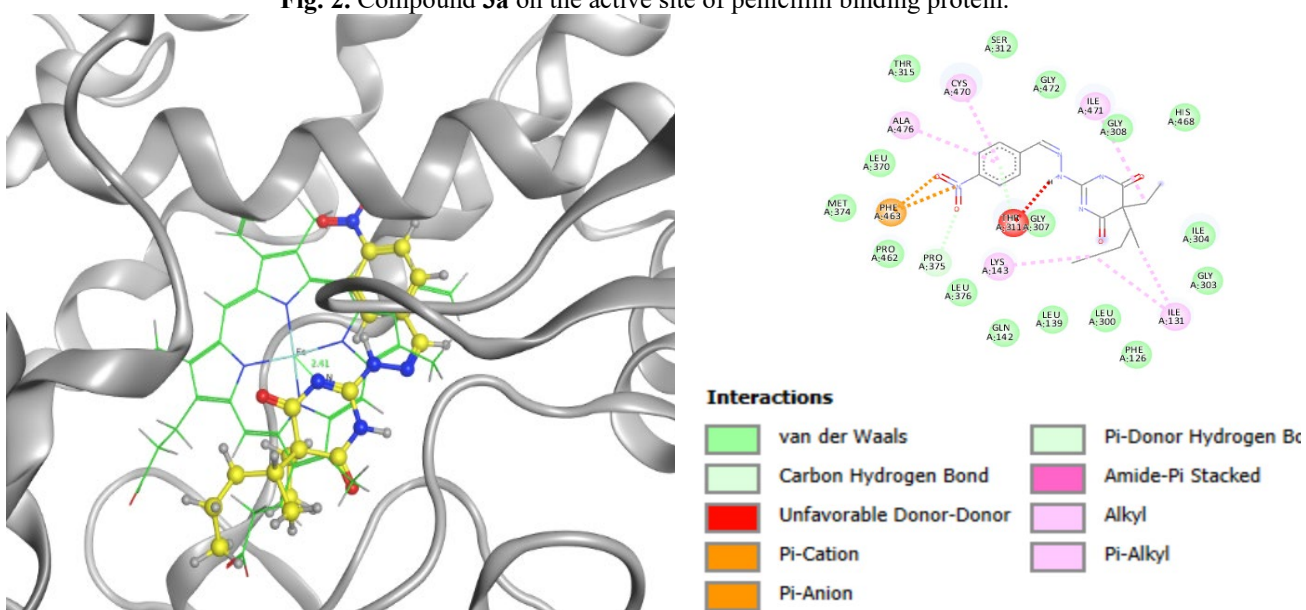 Fig. 2. Compound 3a on the active site of penicillin binding protein.
Fe
2.41
N
SER
A:312
THR
A:315
CYS
A:470
GLY
A:472
ILE
A:471
GLY
A:308
HIS
A:468
ALA
A:476
LEU
A:370
MET
A:374
PHE
A:463
THR
A:311
GLY
A:307
ILE
A:304
PRO
A:462
PRO
A:375
LYS
A:143
GLY
A:303
LEU
A:376
ILE
A:131
GLN
A:142
LEU
A:139
LEU
A:300
PHE
A:126
Interactions
van der Waals
Carbon Hydrogen Bond
Unfavorable Donor-Donor
Pi-Cation
Pi-Anion
Pi-Donor Hydrogen Bo
Amide-Pi Stacked
Alkyl
Pi-Alkyl